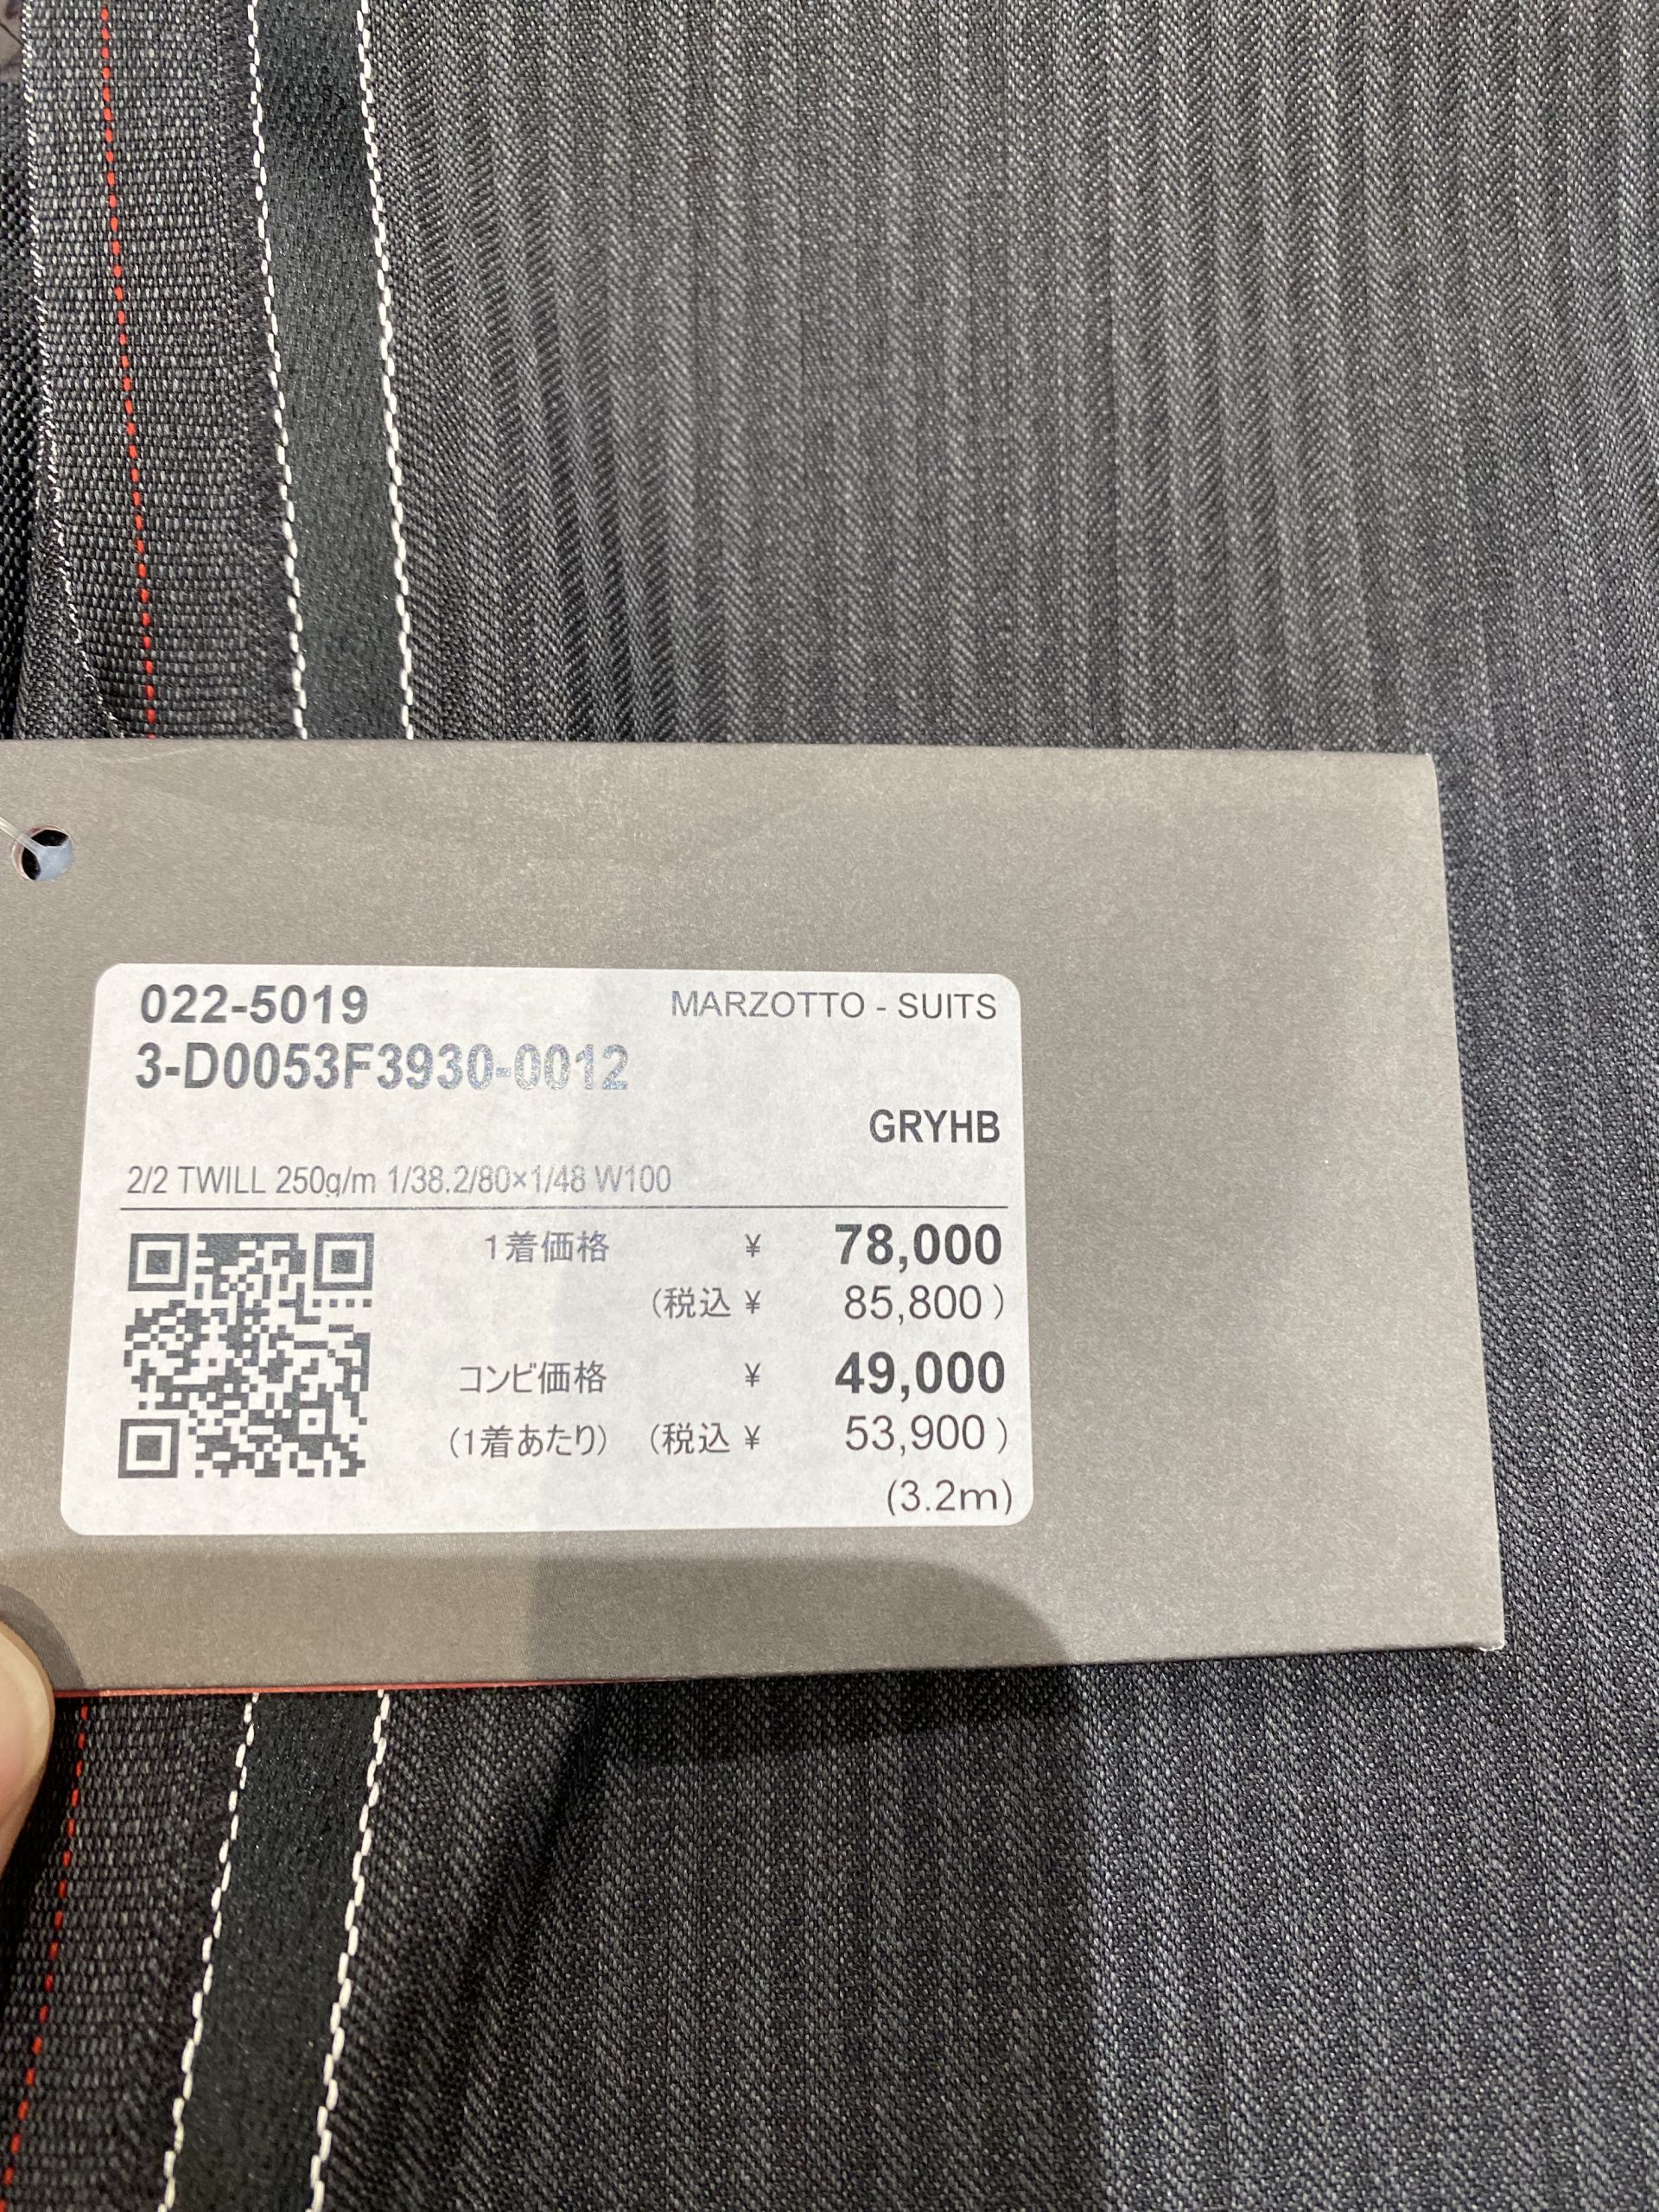 022-5019 MARZOTTO - SUITS
3-D0053F3930-0012
GRYHB
2/2 TWILL 250g/m 1/38.2/80×1/48 W100
1着価格 ¥ 78,000
(税込 ¥ 85,800)
コンビ価格 ¥ 49,000
(1着あたり) (税込 ¥ 53,900)
(3.2m)